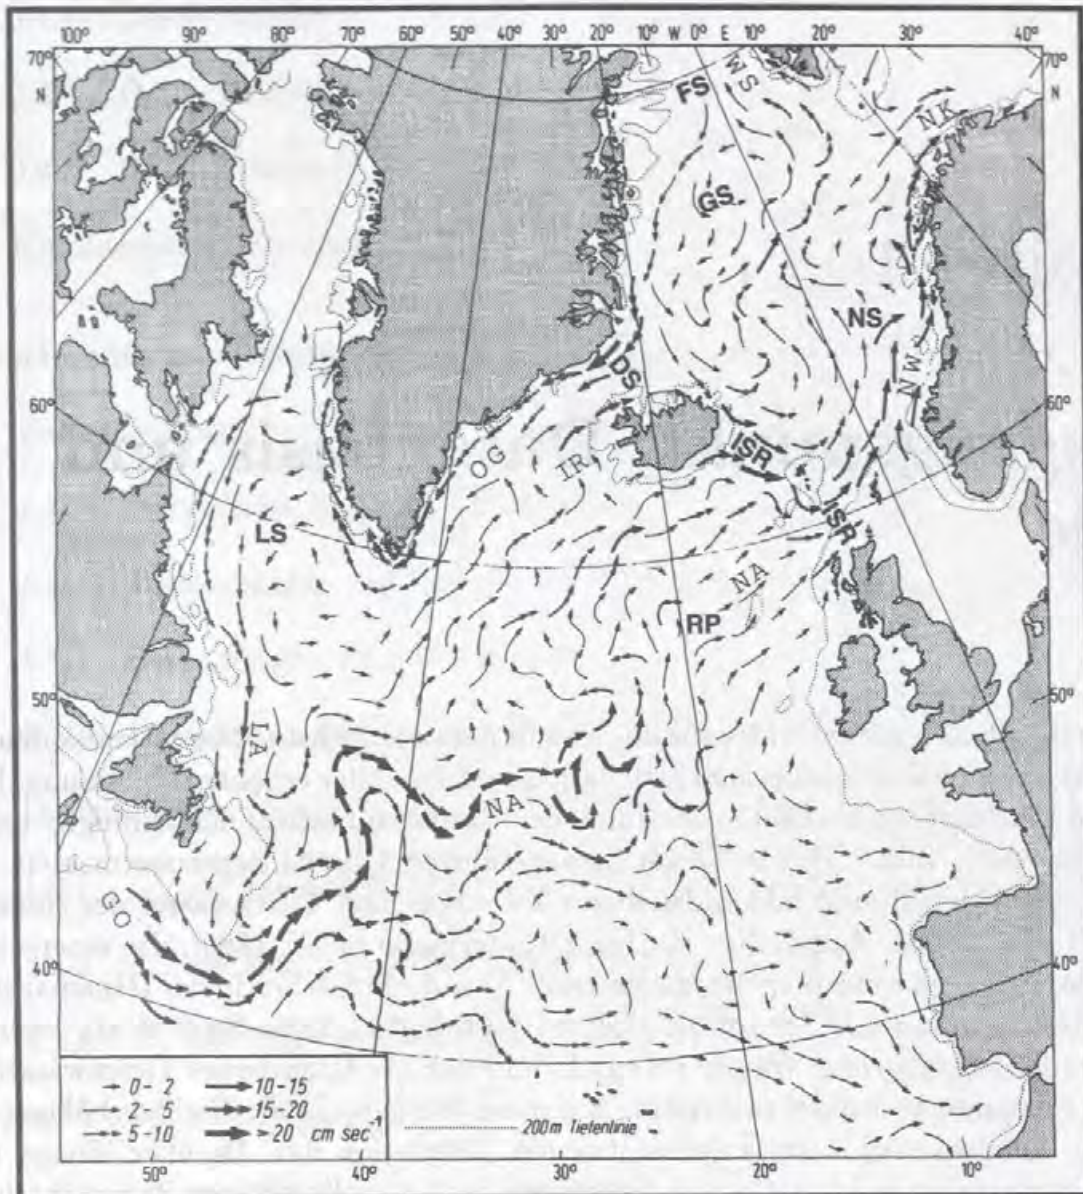 100° 90° 80° 70° 60° 50° 40° 30° 20° 10° W 0° E 10° 20° 30° 40°
70° N
70° N
FS
WS
NK
GS
NS
NW
IDS
60°
60°
OG
IR
ISR
ISR
LS
NA
RP
50°
50°
LA
NA
GO
40°
40°
0-2
2-5
5-10
10-15
15-20
>20 cm sec⁻¹
200m Tiefenlinie
50° 40° 30° 20° 10°